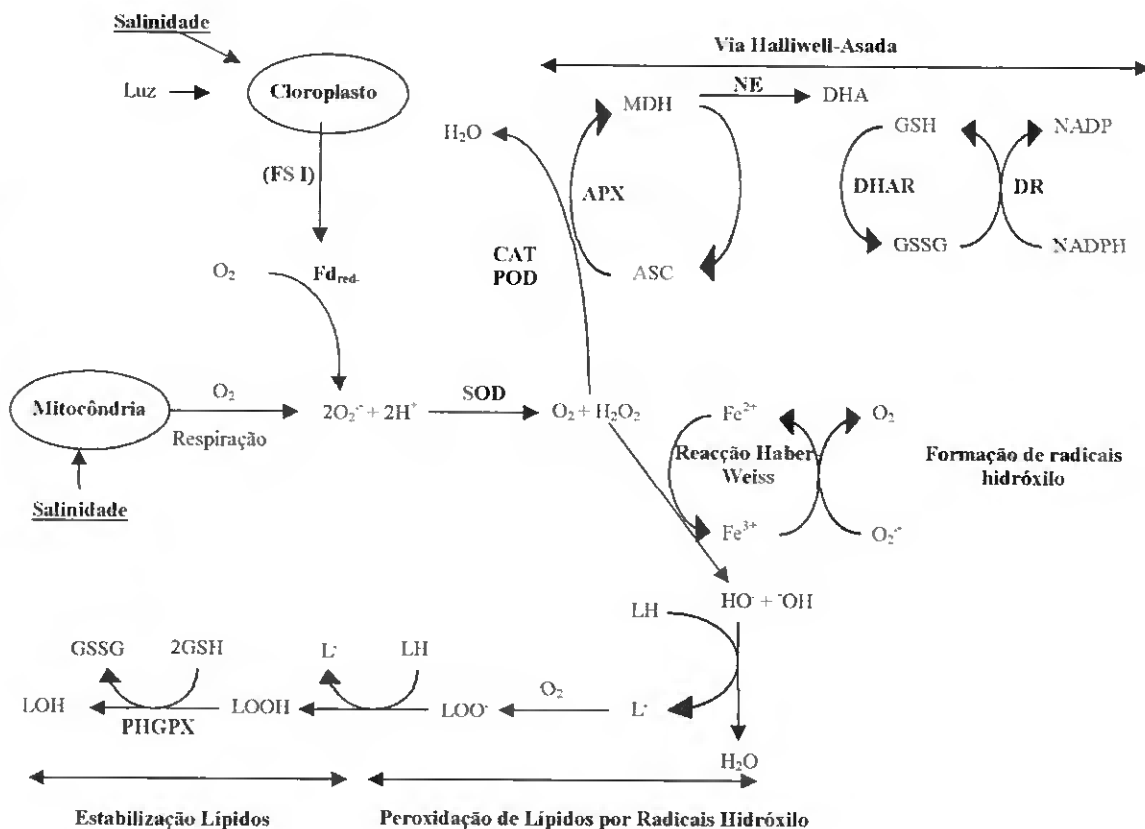 Salinidade
Via Halliwell-Asada
Luz
Cloroplasto
MDH
NE
DHA
H₂O
GSH
NADP
(FS I)
APX
DHAR
DR
CAT
POD
GSSG
NADPH
O₂
Fd red-
ASC
Mitocôndria
O₂
Respiração
2O₂·⁻ + 2H⁺
SOD
O₂ + H₂O₂
Fe²⁺
O₂
Reacção Haber
Weiss
Formação de radicais
hidróxilo
Salinidade
Fe³⁺
O₂·⁻
LH
HO· + ⁻OH
GSSG
2GSH
L·
LH
O₂
LOH
PHGPX
LOOH
LOO·
L·
H₂O
Estabilização Lípidos
Peroxidação de Lípidos por Radicais Hidróxilo